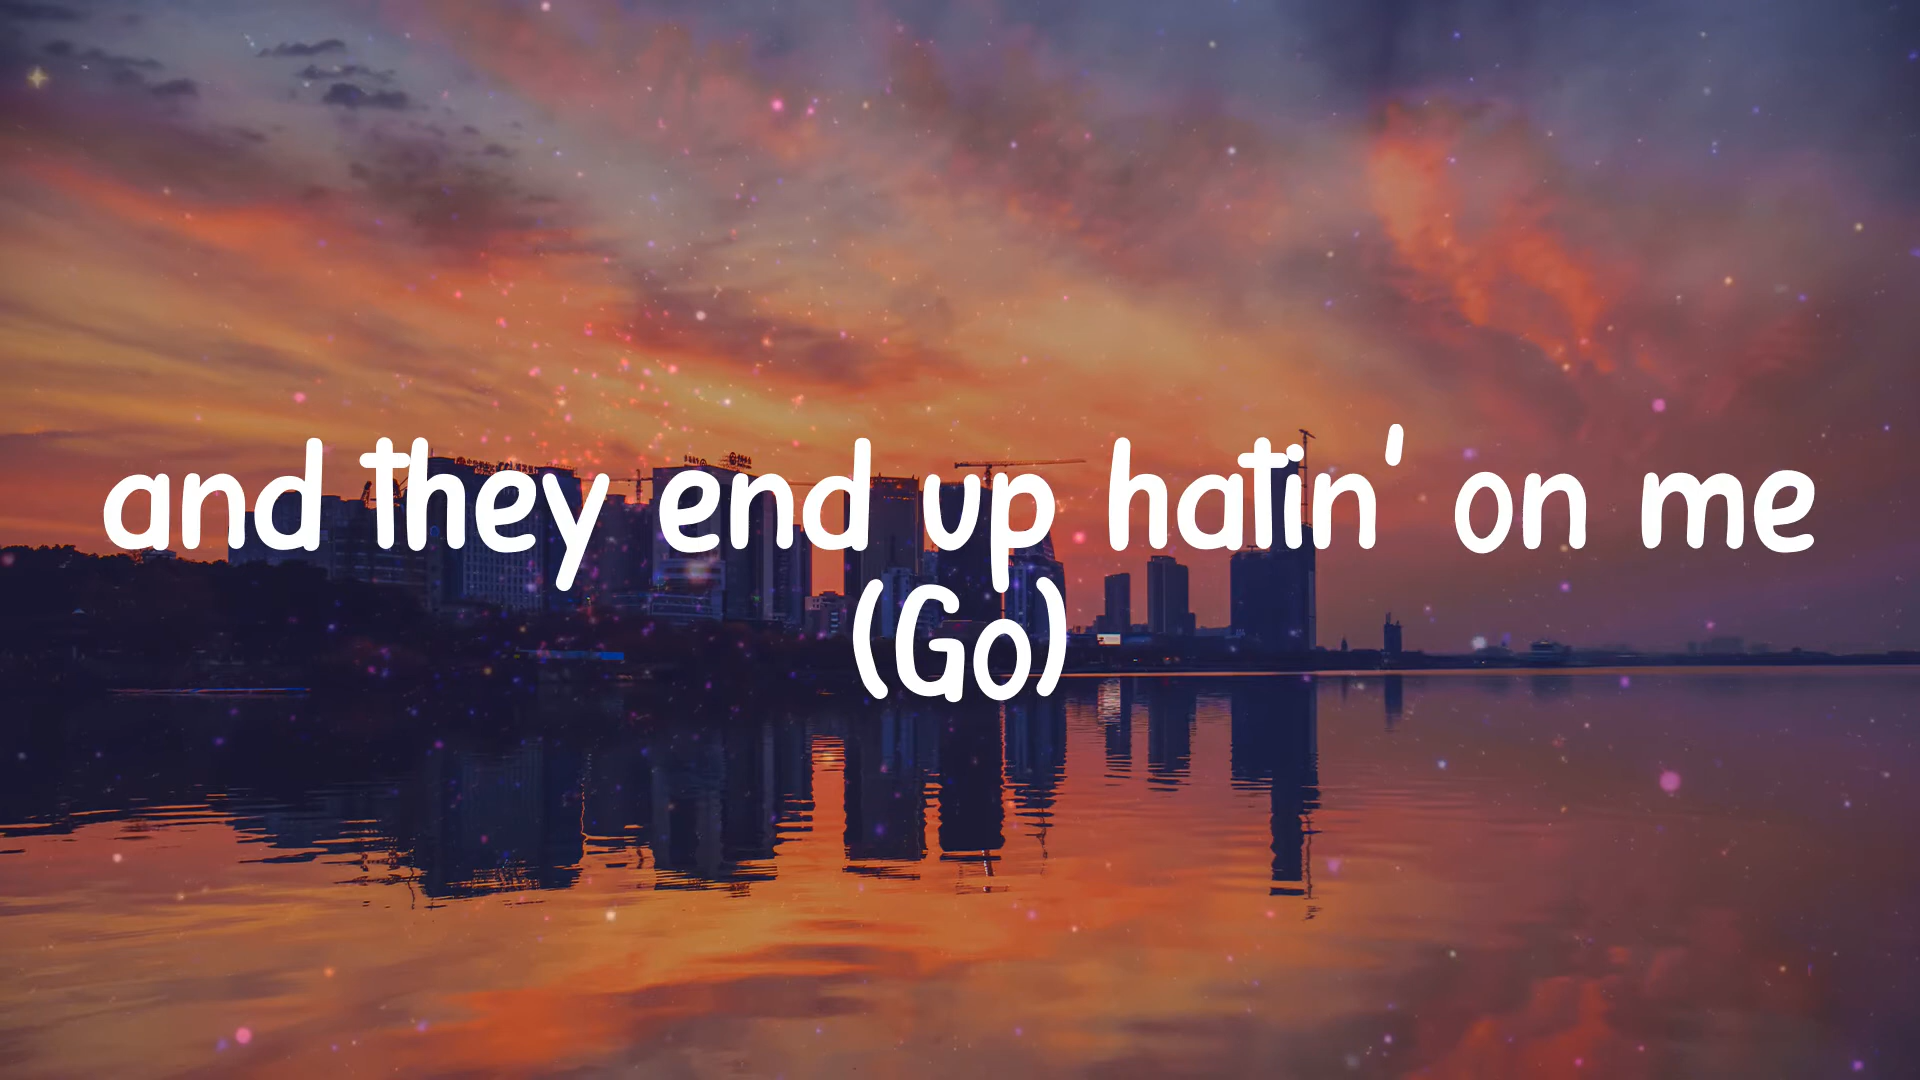 and they end up hatin' on me
(Go)